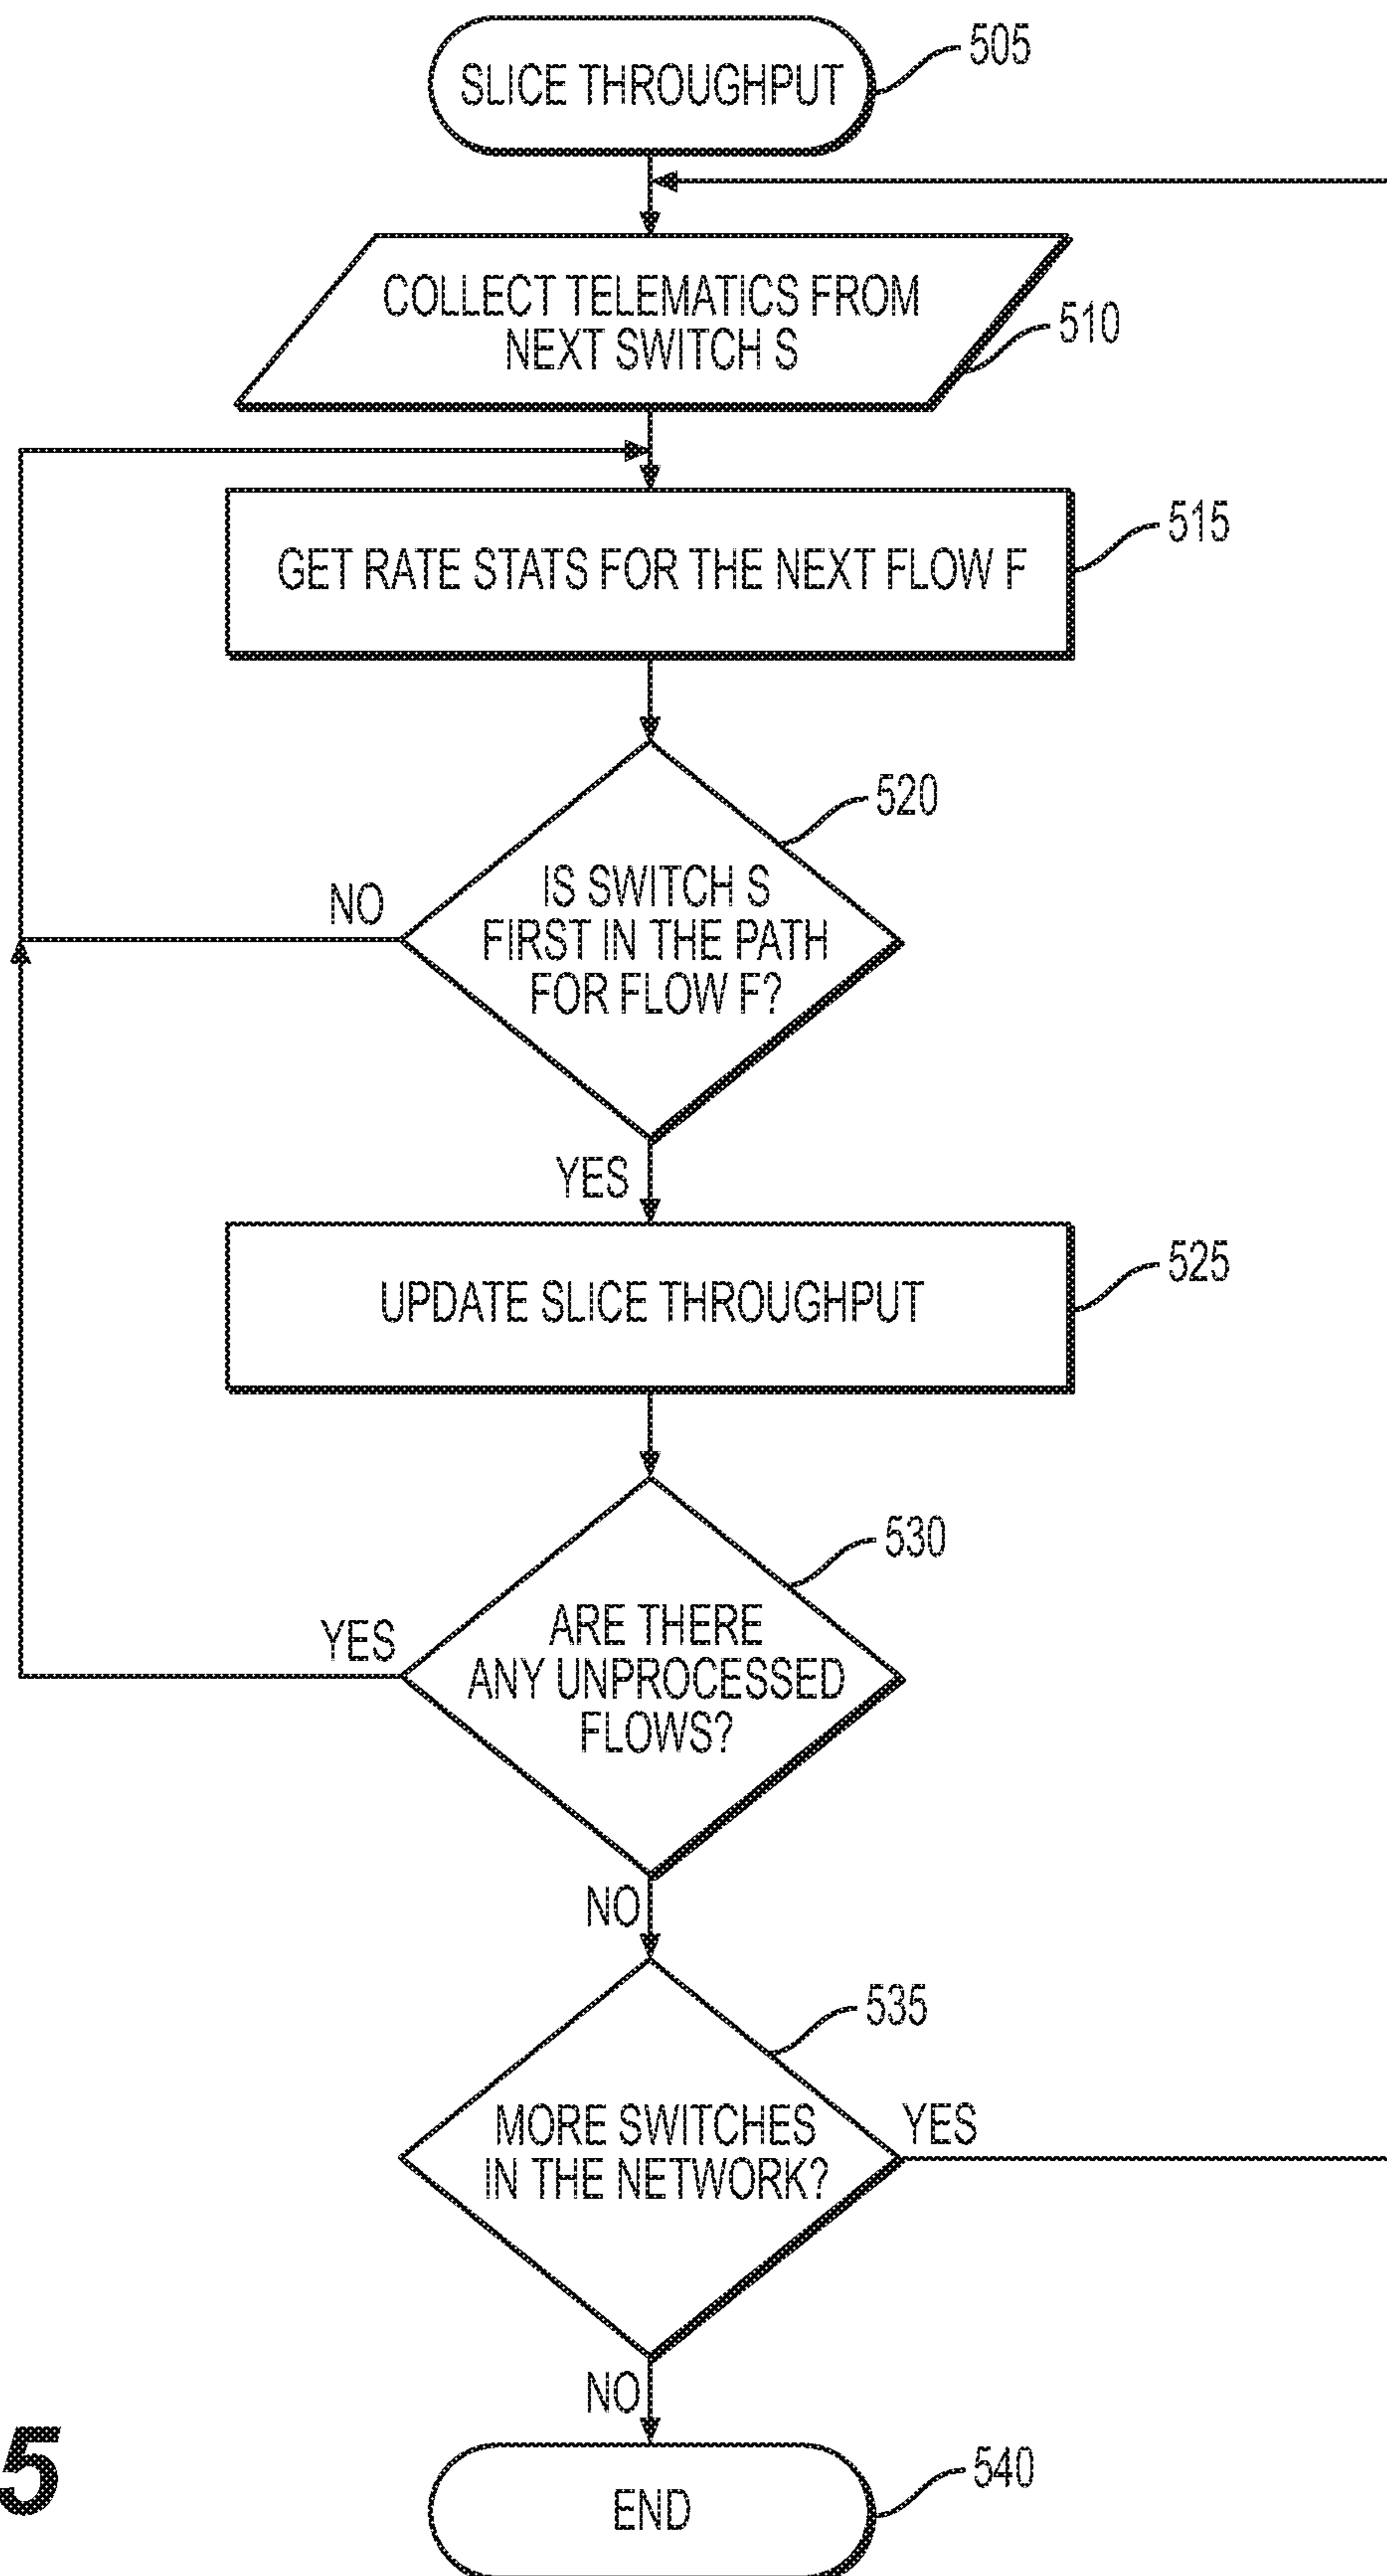 SLICE THROUGHPUT
505
COLLECT TELEMATICS FROM
NEXT SWITCH S
510
GET RATE STATS FOR THE NEXT FLOW F
515
520
IS SWITCH S
FIRST IN THE PATH
FOR FLOW F?
NO
YES
UPDATE SLICE THROUGHPUT
525
530
ARE THERE
ANY UNPROCESSED
FLOWS?
YES
NO
535
MORE SWITCHES
IN THE NETWORK?
YES
NO
5
END
540